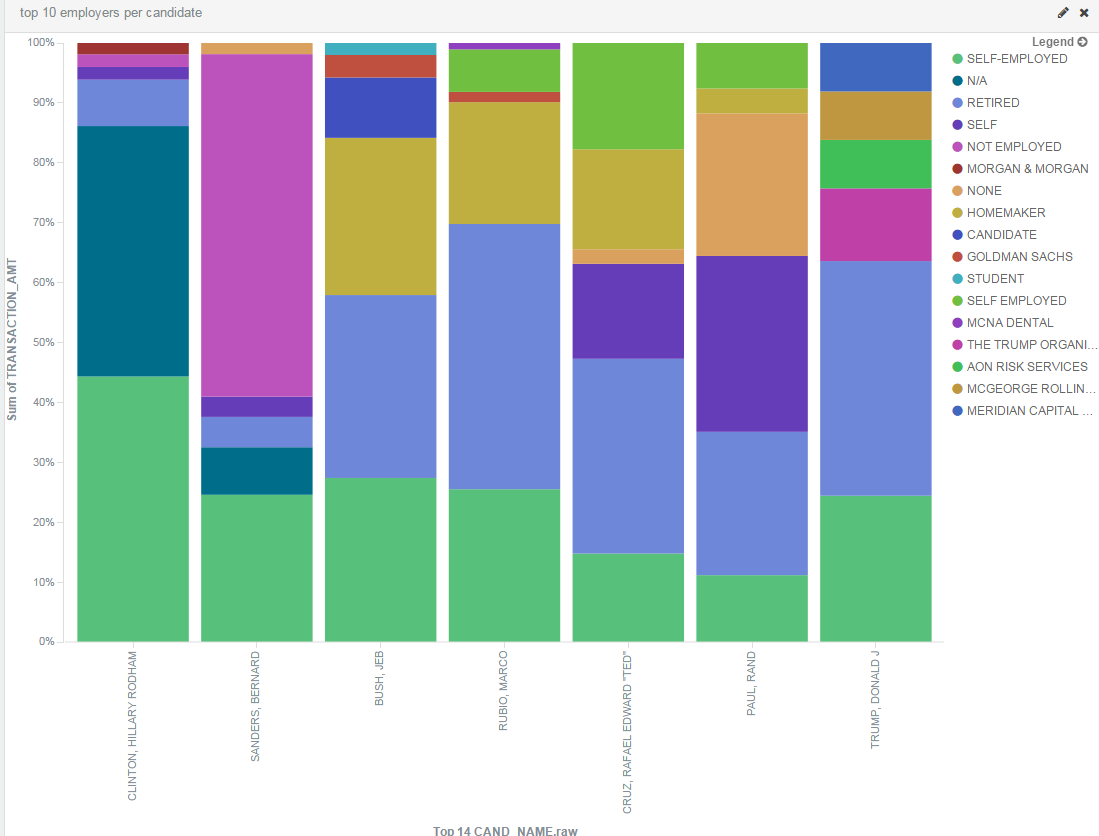 top 10 employers per candidate
Legend
100%
90%
80%
70%
60%
50%
40%
30%
20%
10%
0%
Sum of TRANSACTION_AMT
CLINTON, HILLARY RODHAM
SANDERS, BERNARD
BUSH, JEB
RUBIO, MARCO
CRUZ, RAFAEL EDWARD "TED"
PAUL, RAND
TRUMP, DONALD J
Top 14 CAND_NAME.raw
SELF-EMPLOYED
N/A
RETIRED
SELF
NOT EMPLOYED
MORGAN & MORGAN
NONE
HOMEMAKER
CANDIDATE
GOLDMAN SACHS
STUDENT
SELF EMPLOYED
MCNA DENTAL
THE TRUMP ORGANI...
AON RISK SERVICES
MCGEORGE ROLLIN...
MERIDIAN CAPITAL ...